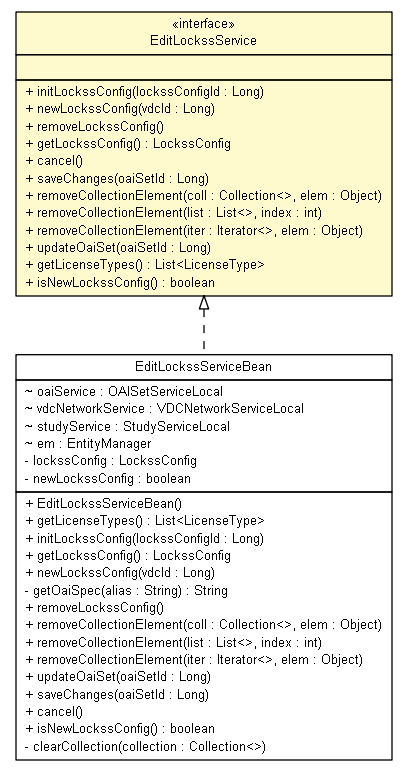 «interface»
EditLockssService
+ initLockssConfig(lockssConfigId : Long)
+ newLockssConfig(vdcId : Long)
+ removeLockssConfig()
+ getLockssConfig() : LockssConfig
+ cancel()
+ saveChanges(oaiSetId : Long)
+ removeCollectionElement(coll : Collection<>, elem : Object)
+ removeCollectionElement(list : List<>, index : int)
+ removeCollectionElement(iter : Iterator<>, elem : Object)
+ updateOaiSet(oaiSetId : Long)
+ getLicenseTypes() : List<LicenseType>
+ isNewLockssConfig() : boolean
EditLockssServiceBean
~ oaiService : OAISetServiceLocal
~ vdcNetworkService : VDCNetworkServiceLocal
~ studyService : StudyServiceLocal
~ em : EntityManager
- lockssConfig : LockssConfig
- newLockssConfig : boolean
+ EditLockssServiceBean()
+ getLicenseTypes() : List<LicenseType>
+ initLockssConfig(lockssConfigId : Long)
+ getLockssConfig() : LockssConfig
+ newLockssConfig(vdcId : Long)
- getOaiSpec(alias : String) : String
+ removeLockssConfig()
+ removeCollectionElement(coll : Collection<>, elem : Object)
+ removeCollectionElement(list : List<>, index : int)
+ removeCollectionElement(iter : Iterator<>, elem : Object)
+ updateOaiSet(oaiSetId : Long)
+ saveChanges(oaiSetId : Long)
+ cancel()
+ isNewLockssConfig() : boolean
- clearCollection(collection : Collection<>)